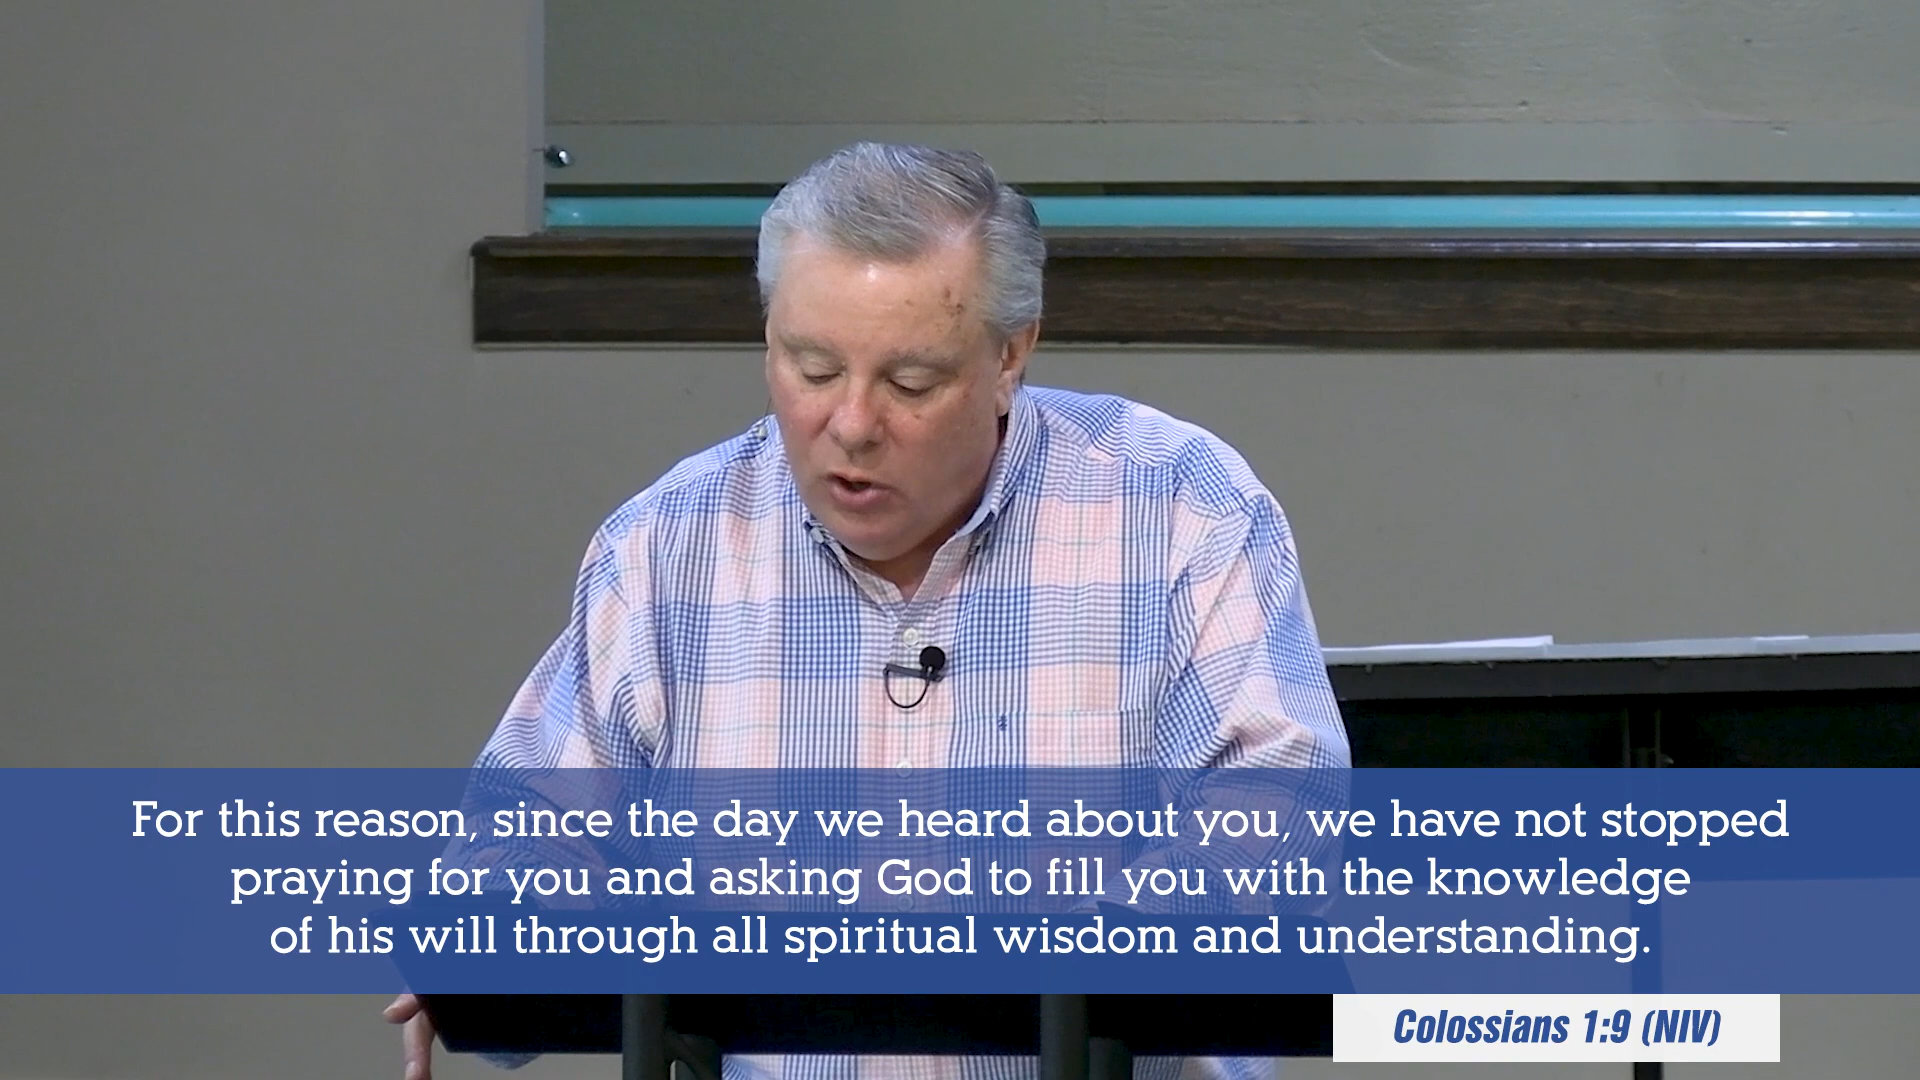 For this reason, since the day we heard about you, we have not stopped
praying for you and asking God to fill you with the knowledge
of his will through all spiritual wisdom and understanding.
Colossians 1:9 (NIV)